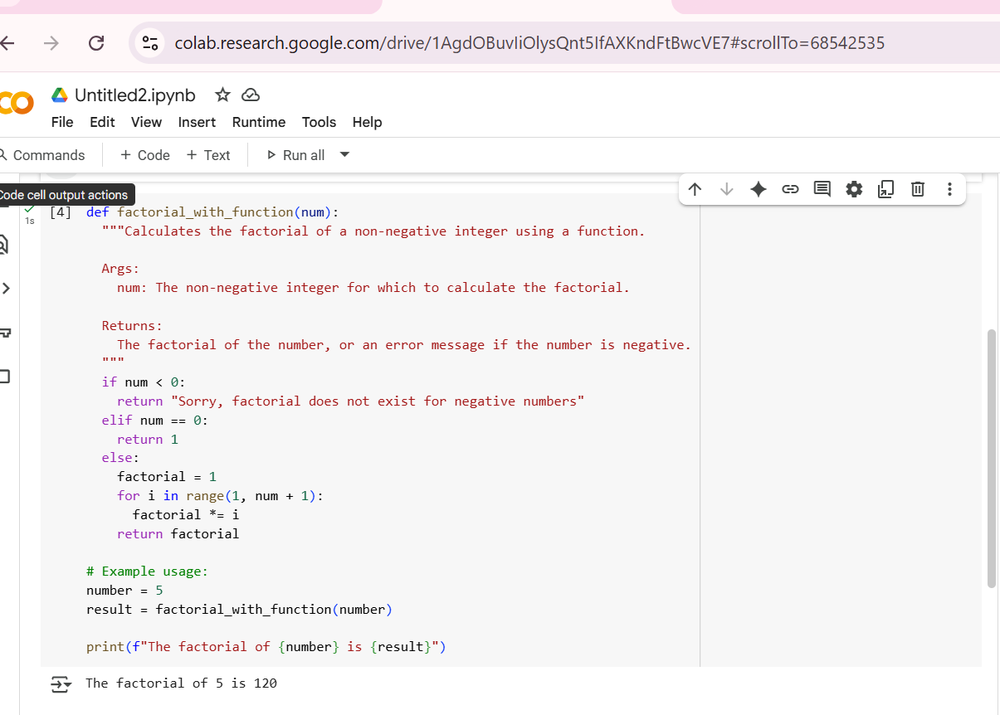 colab.research.google.com/drive/1AgdOBuvIiOlysQnt5IfAXKndFtBwcVE7#scrollTo=68542535
Untitled2.ipynb
File Edit View Insert Runtime Tools Help
Commands + Code + Text Run all
Code cell output actions
1s
[4] def factorial_with_function(num):
"""Calculates the factorial of a non-negative integer using a function.
Args:
num: The non-negative integer for which to calculate the factorial.
Returns:
The factorial of the number, or an error message if the number is negative.
"""
if num < 0:
return "Sorry, factorial does not exist for negative numbers"
elif num == 0:
return 1
else:
factorial = 1
for i in range(1, num + 1):
factorial *= i
return factorial
# Example usage:
number = 5
result = factorial_with_function(number)
print(f"The factorial of {number} is {result}")
The factorial of 5 is 120